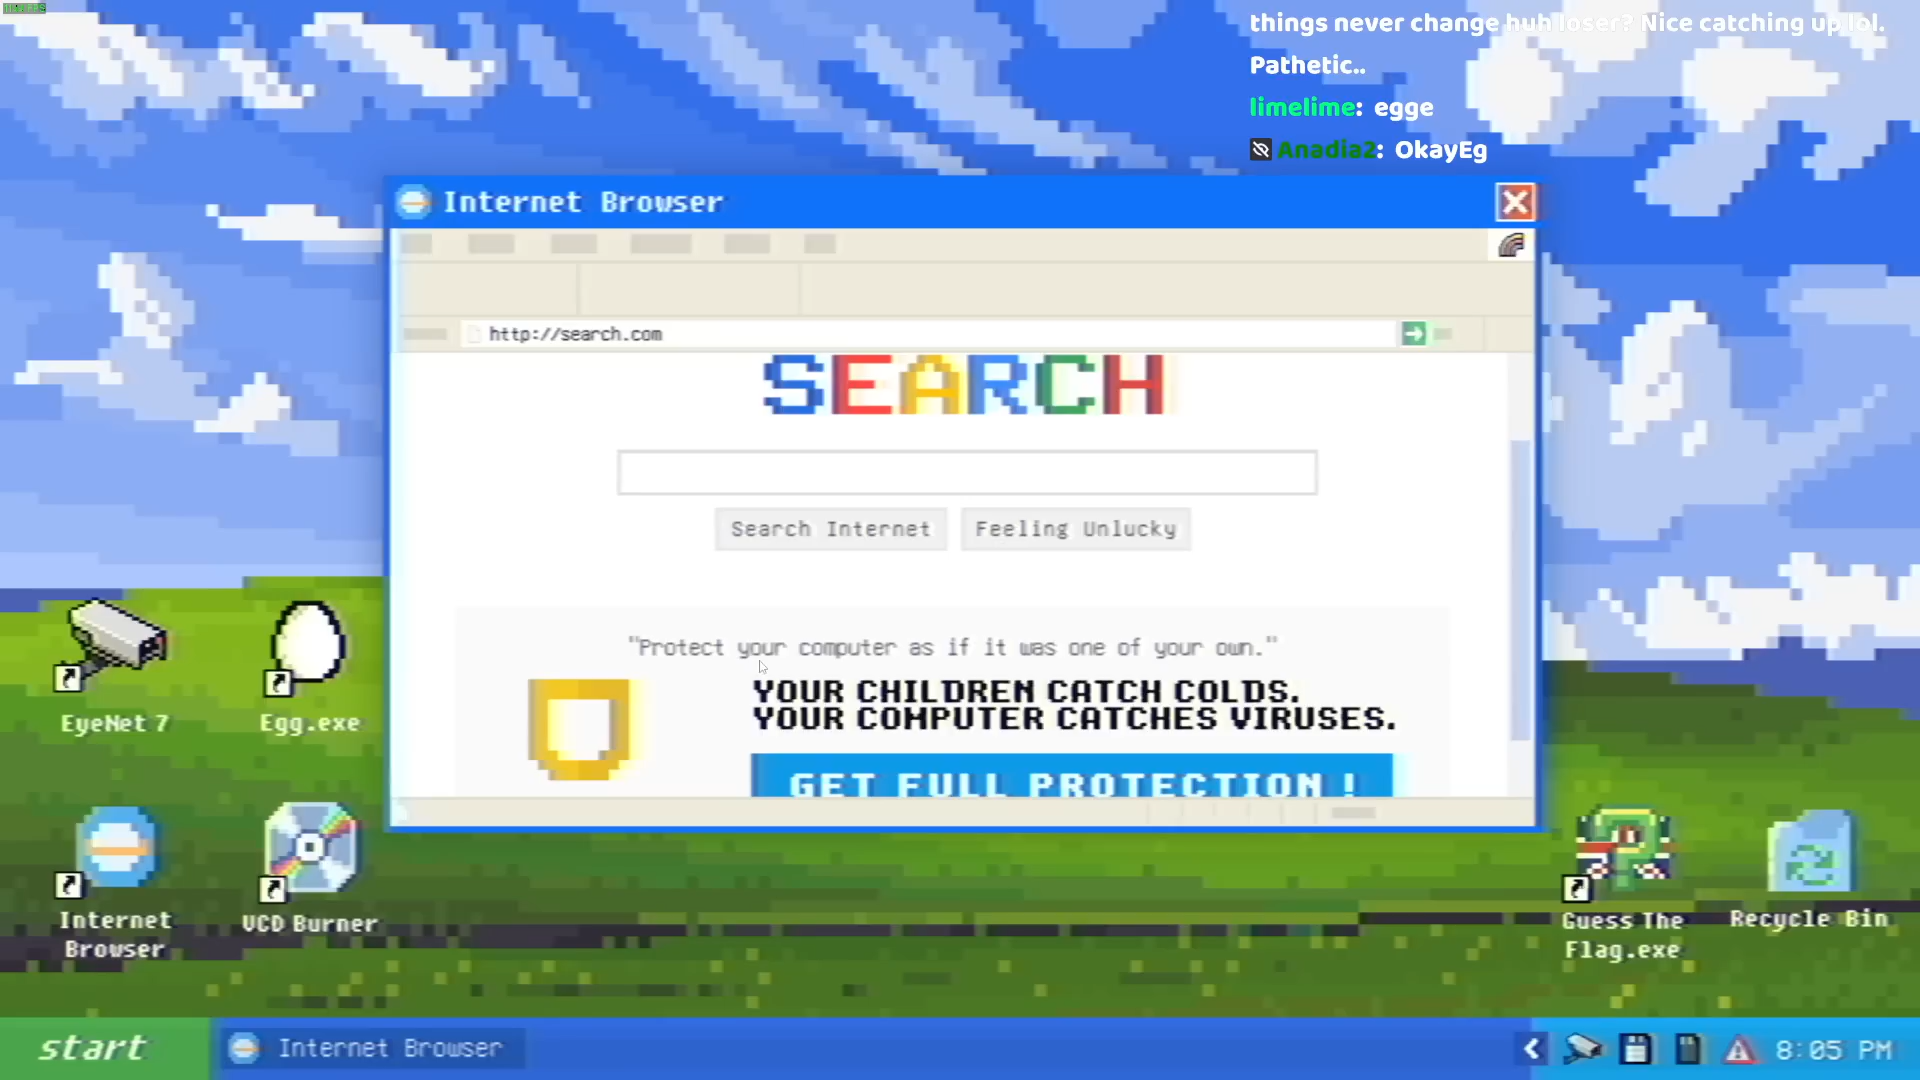 things never change huh loser? Nice catching up lol.
Pathetic..
limelime: egge
Anadia2: OkayEg
Internet Browser
http://search.com
SEARCH
Search Internet
Feeling Unlucky
"Protect your computer as if it was one of your own."
YOUR CHILDREN CATCH COLDS.
YOUR COMPUTER CATCHES VIRUSES.
GET FULL PROTECTION !
EyeNet 7
Egg.exe
Internet
Browser
VCD Burner
Guess The
Flag.exe
Recycle Bin
start
Internet Browser
8:05 PM